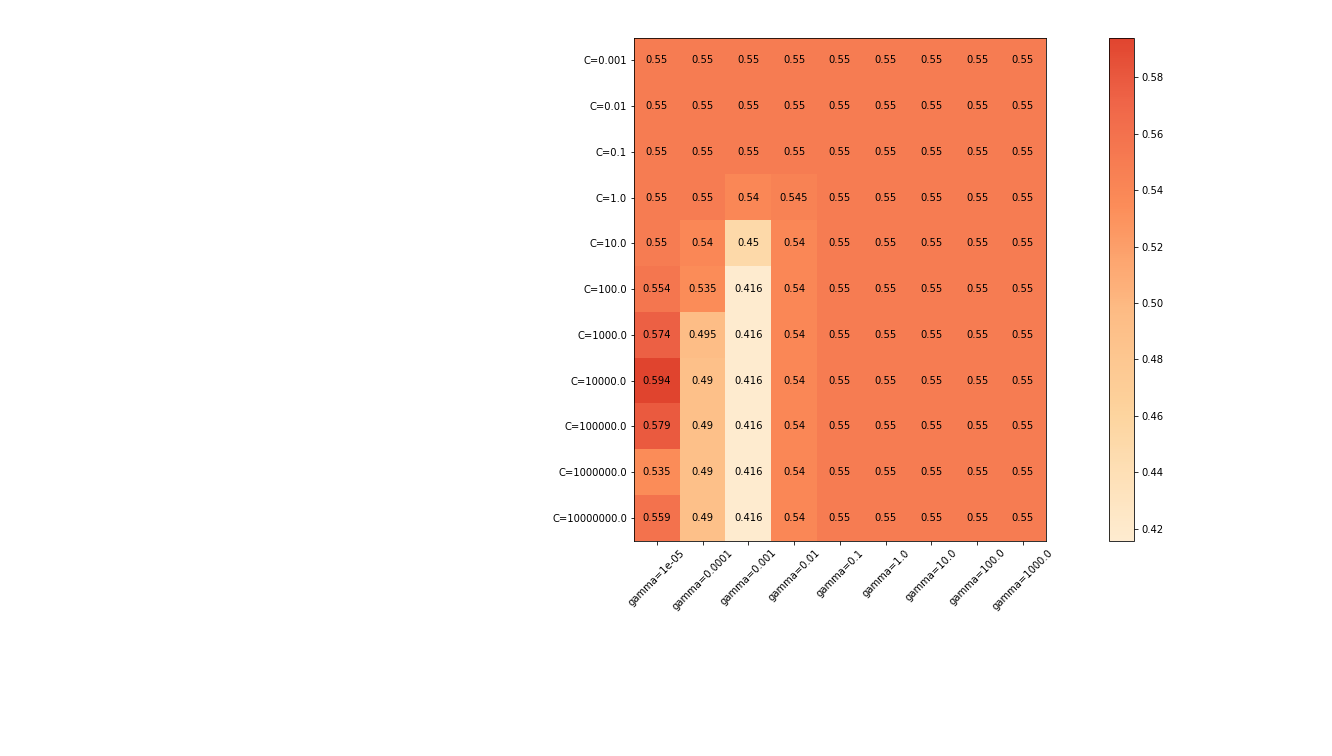 C=0.001 0.55 0.55 0.55 0.55 0.55 0.55 0.55 0.55 0.55
C=0.01 0.55 0.55 0.55 0.55 0.55 0.55 0.55 0.55 0.55
C=0.1 0.55 0.55 0.55 0.55 0.55 0.55 0.55 0.55 0.55
C=1.0 0.55 0.55 0.54 0.545 0.55 0.55 0.55 0.55 0.55
C=10.0 0.55 0.54 0.45 0.54 0.55 0.55 0.55 0.55 0.55
C=100.0 0.554 0.535 0.416 0.54 0.55 0.55 0.55 0.55 0.55
C=1000.0 0.574 0.495 0.416 0.54 0.55 0.55 0.55 0.55 0.55
C=10000.0 0.594 0.49 0.416 0.54 0.55 0.55 0.55 0.55 0.55
C=100000.0 0.579 0.49 0.416 0.54 0.55 0.55 0.55 0.55 0.55
C=1000000.0 0.535 0.49 0.416 0.54 0.55 0.55 0.55 0.55 0.55
C=10000000.0 0.559 0.49 0.416 0.54 0.55 0.55 0.55 0.55 0.55
gamma=1e-05 gamma=0.0001 gamma=0.001 gamma=0.01 gamma=0.1 gamma=1.0 gamma=10.0 gamma=100.0 gamma=1000.0
0.58
0.56
0.54
0.52
0.50
0.48
0.46
0.44
0.42